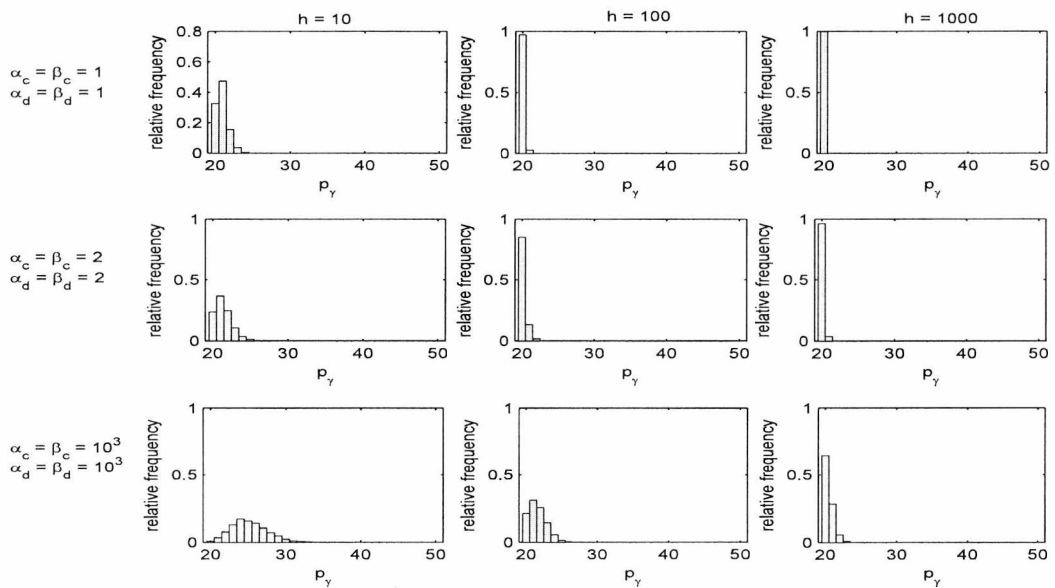 h = 10
h = 100
h = 1000
α_c = β_c = 1
α_d = β_d = 1
relative frequency
0.8
0.6
0.4
0.2
0
20
30
40
50
p_γ
relative frequency
1
0.5
0
20
30
40
50
p_γ
relative frequency
1
0.5
0
20
30
40
50
p_γ
α_c = β_c = 2
α_d = β_d = 2
relative frequency
1
0.5
0
20
30
40
50
p_γ
relative frequency
1
0.5
0
20
30
40
50
p_γ
relative frequency
1
0.5
0
20
30
40
50
p_γ
α_c = β_c = 10³
α_d = β_d = 10³
relative frequency
1
0.5
0
20
30
40
50
p_γ
relative frequency
1
0.5
0
20
30
40
50
p_γ
relative frequency
1
0.5
0
20
30
40
50
p_γ